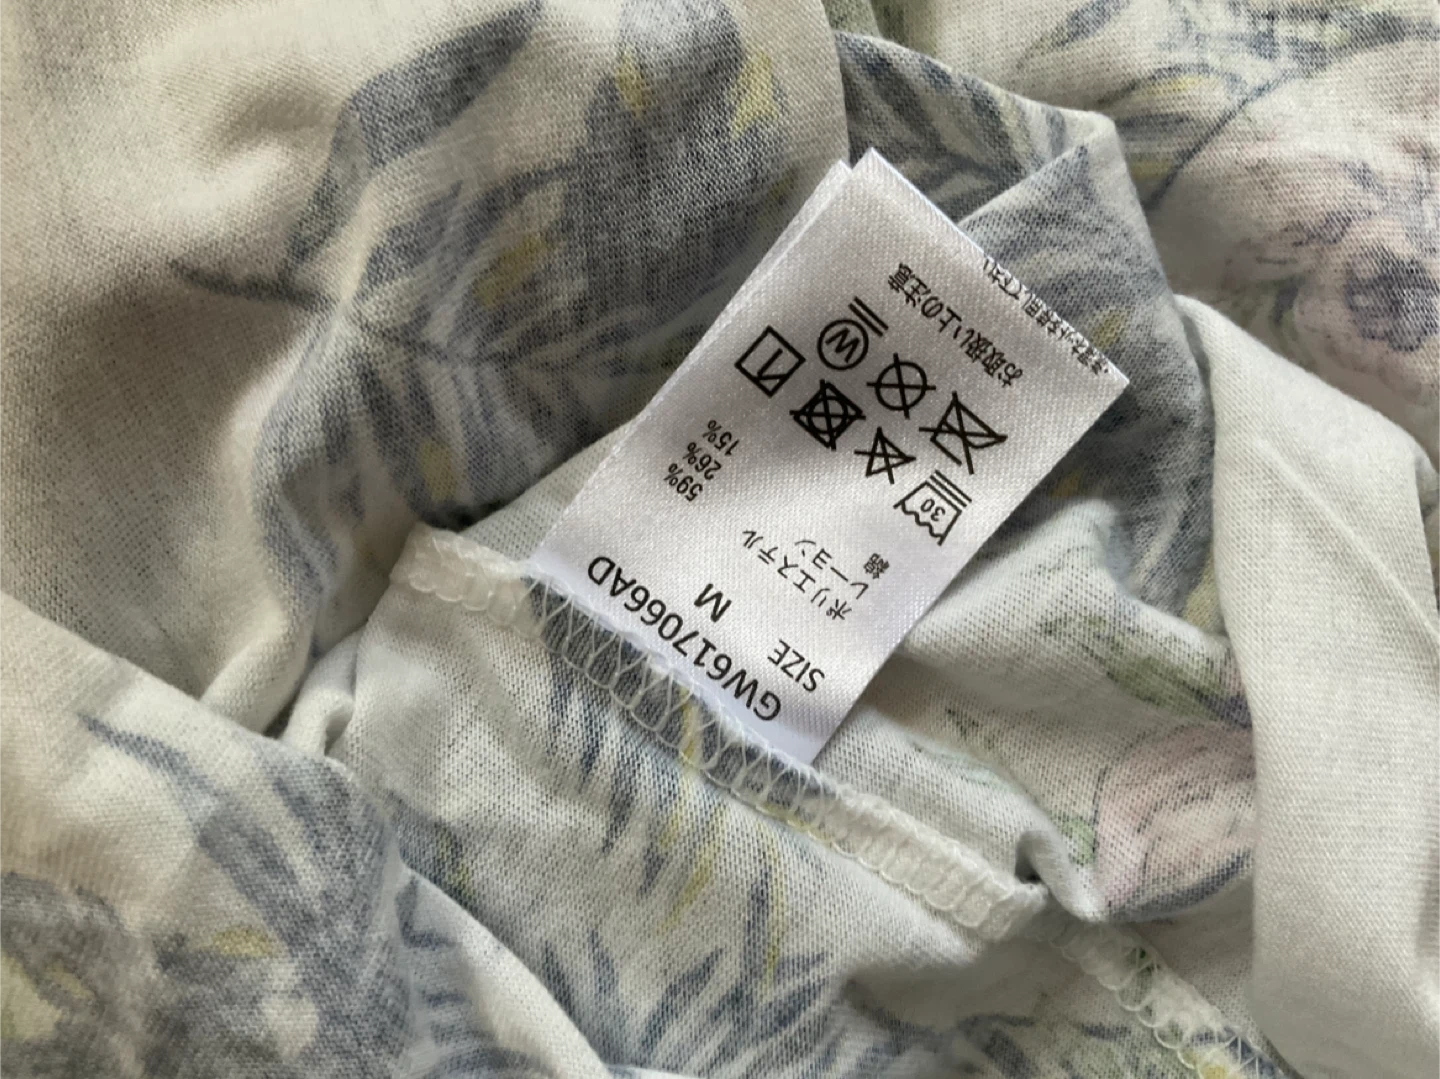 GW617066AD
SIZE M
ポリエステル 59%
レーヨン 26%
綿 15%
30
W
お取扱い上の注意